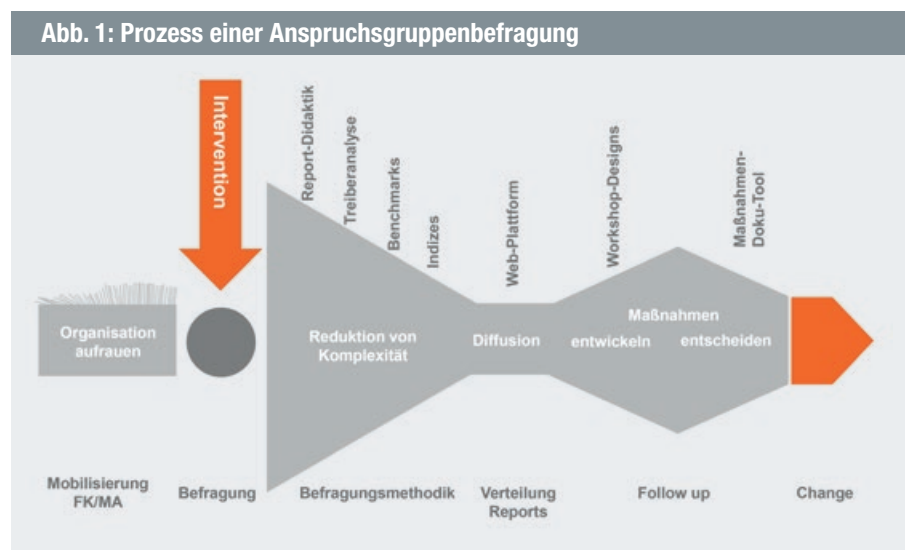 Abb. 1: Prozess einer Anspruchsgruppenbefragung
Intervention
Report-Didaktik
Treiberanalyse
Benchmarks
Indizes
Web-Plattform
Workshop-Designs
Maßnahmen-
Doku-Tool
Organisation
aufrauen
Reduktion von
Komplexität
Diffusion
Maßnahmen
entwickeln
entscheiden
Mobilisierung
FK/MA
Befragung
Befragungsmethodik
Verteilung
Reports
Follow up
Change